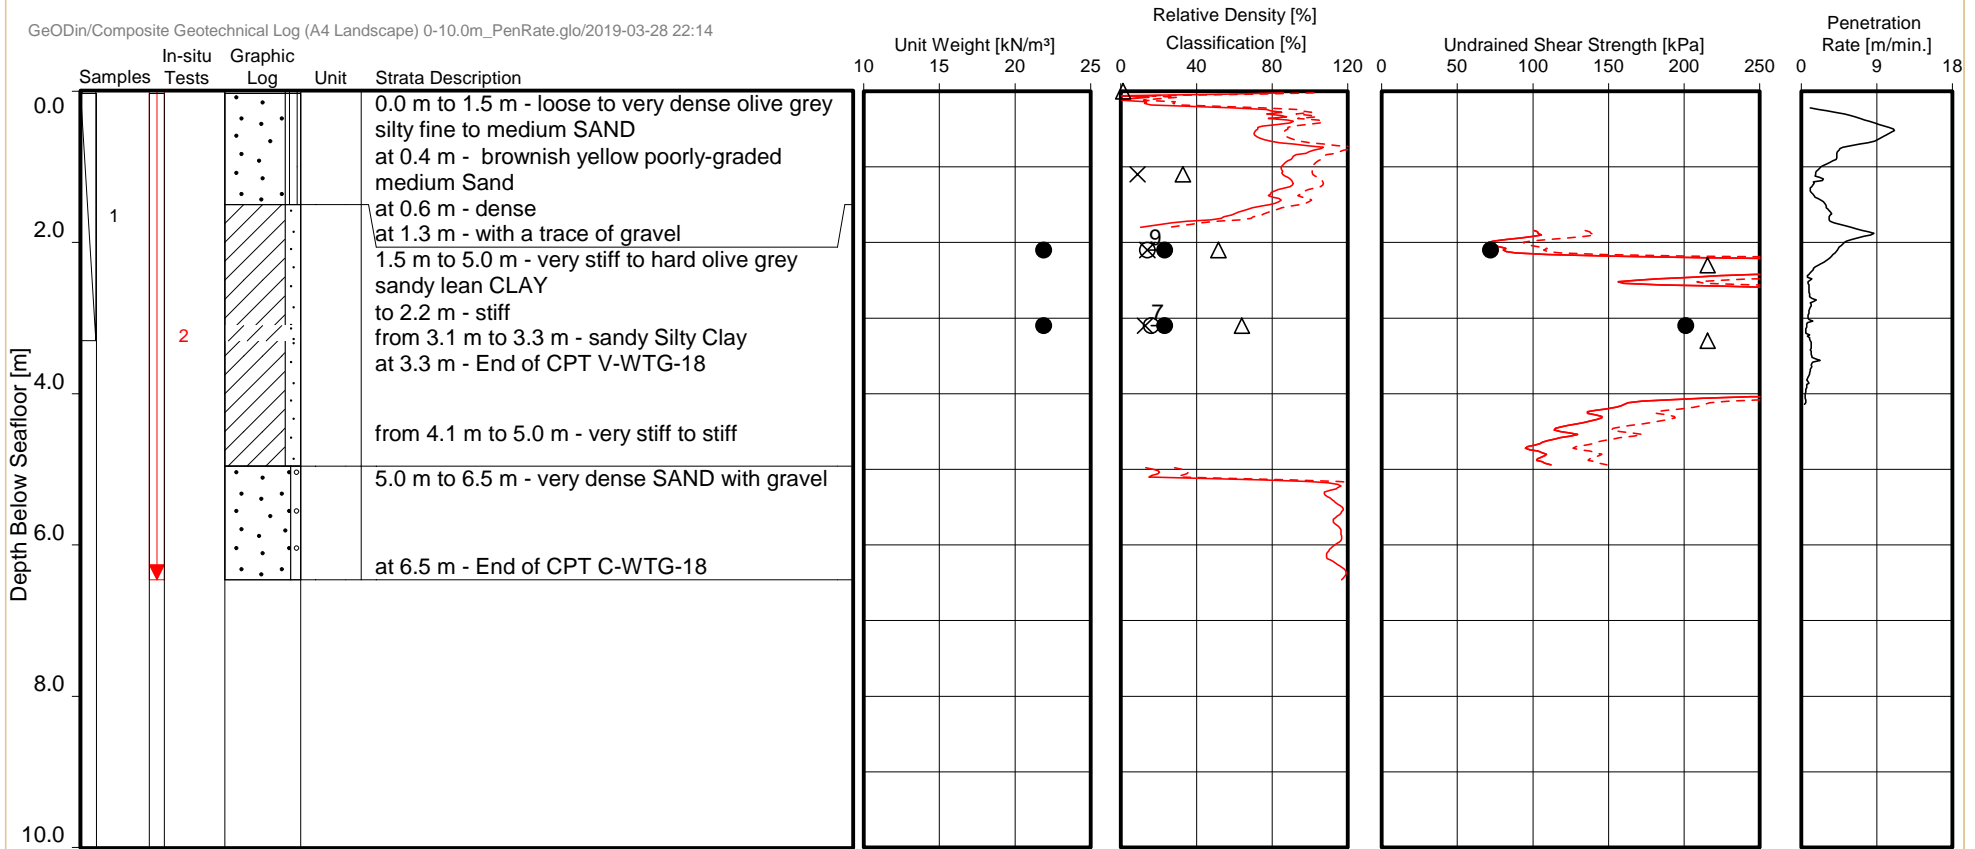 GeODin/Composite Geotechnical Log (A4 Landscape) 0-10.0m_PenRate.glo/2019-03-28 22:14
Samples
In-situ
Tests
Graphic
Log
Unit
Strata Description
Unit Weight [kN/m³]
10 15 20 25
Relative Density [%]
Classification [%]
0 40 80 120
Undrained Shear Strength [kPa]
0 50 100 150 200 250
Penetration
Rate [m/min.]
0 9 18
Depth Below Seafloor [m]
0.0
2.0
4.0
6.0
8.0
10.0
1
2
0.0 m to 1.5 m - loose to very dense olive grey
silty fine to medium SAND
at 0.4 m - brownish yellow poorly-graded
medium Sand
at 0.6 m - dense
at 1.3 m - with a trace of gravel
1.5 m to 5.0 m - very stiff to hard olive grey
sandy lean CLAY
to 2.2 m - stiff
from 3.1 m to 3.3 m - sandy Silty Clay
at 3.3 m - End of CPT V-WTG-18
from 4.1 m to 5.0 m - very stiff to stiff
5.0 m to 6.5 m - very dense SAND with gravel
at 6.5 m - End of CPT C-WTG-18
9
7